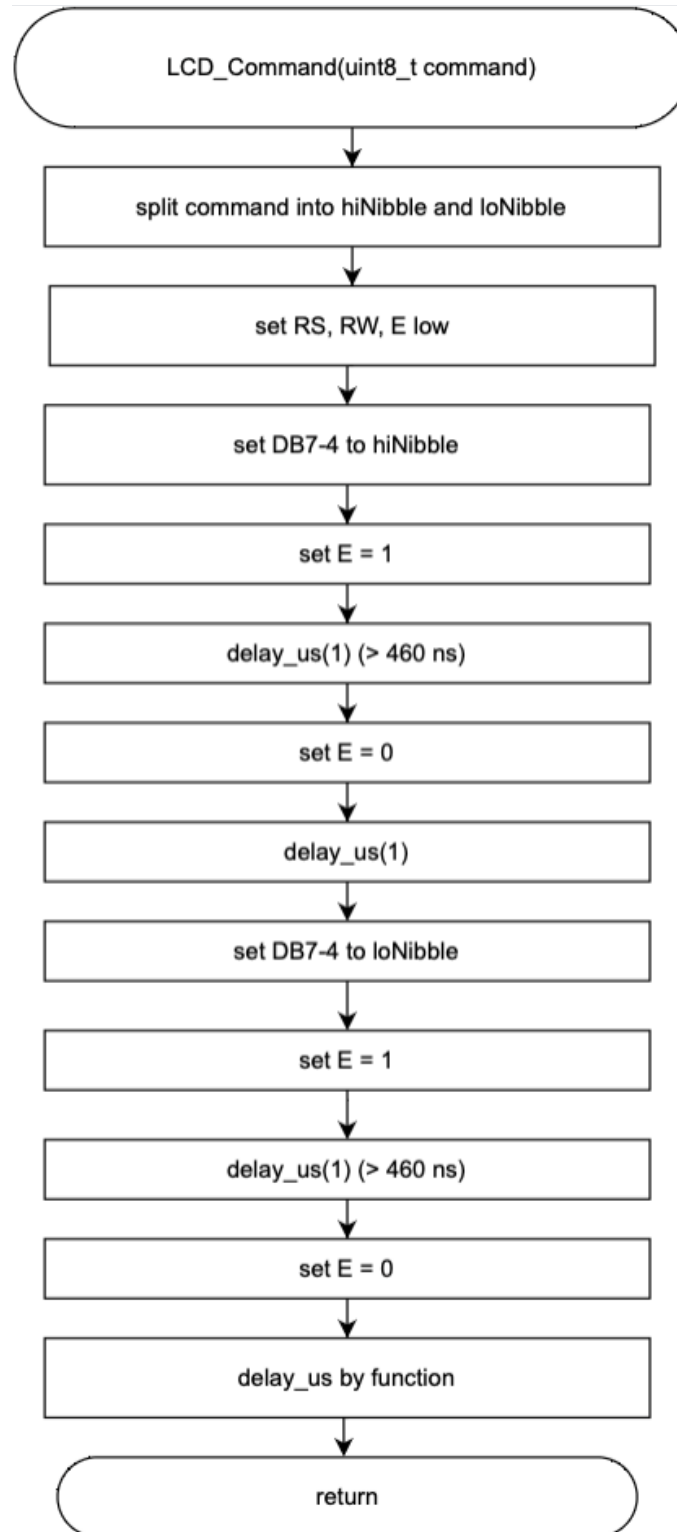 LCD_Command(uint8_t command)
split command into hiNibble and loNibble
set RS, RW, E low
set DB7-4 to hiNibble
set E = 1
delay_us(1) (> 460 ns)
set E = 0
delay_us(1)
set DB7-4 to loNibble
set E = 1
delay_us(1) (> 460 ns)
set E = 0
delay_us by function
return